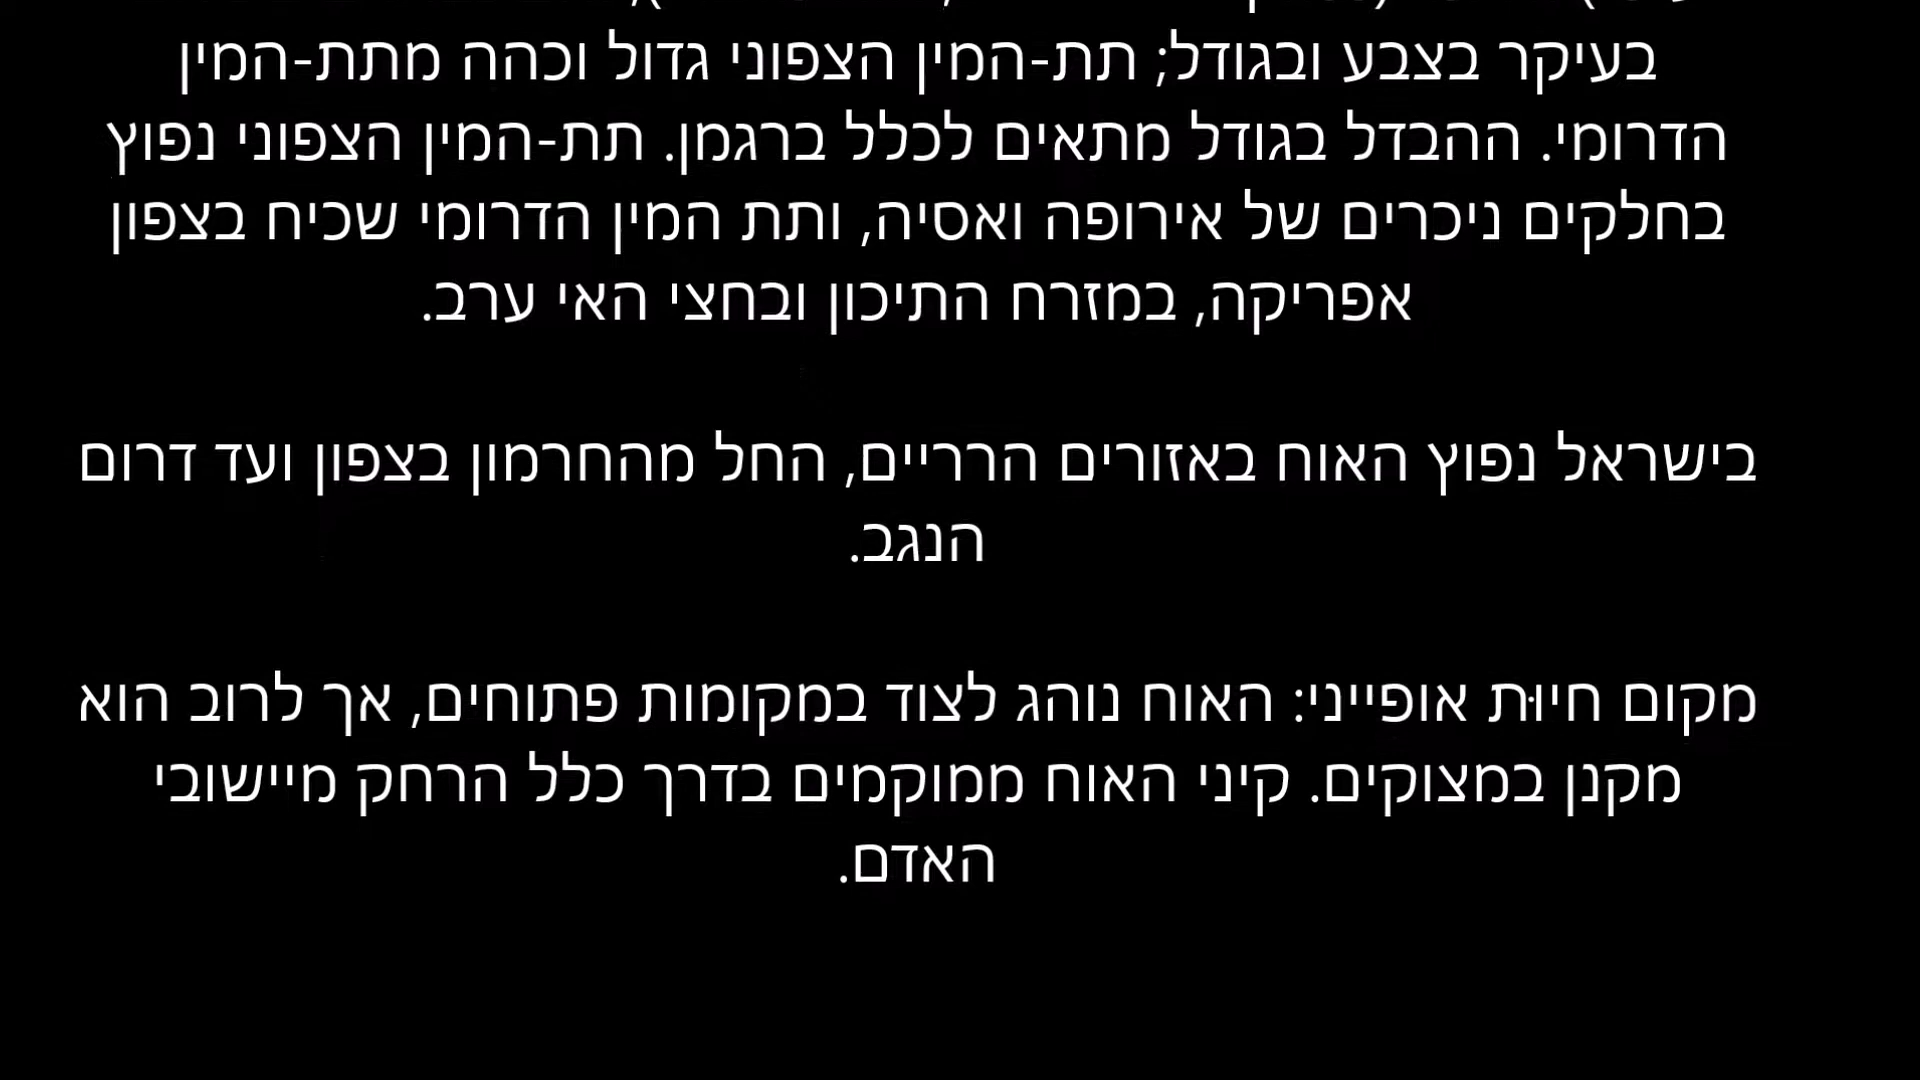 בעיקר בצבע ובגודל; תת-המין הצפוני גדול וכהה מתת-המין
הדרומי. ההבדל בגודל מתאים לכלל ברגמן. תת-המין הצפוני נפוץ
בחלקים ניכרים של אירופה ואסיה, ותת המין הדרומי שכיח בצפון
אפריקה, במזרח התיכון ובחצי האי ערב.
בישראל נפוץ האוח באזורים הרריים, החל מהחרמון בצפון ועד דרום
הנגב.
מקום חיוּת אופייני: האוח נוהג לצוד במקומות פתוחים, אך לרוב הוא
מקנן במצוקים. קיני האוח ממוקמים בדרך כלל הרחק מיישובי
האדם.